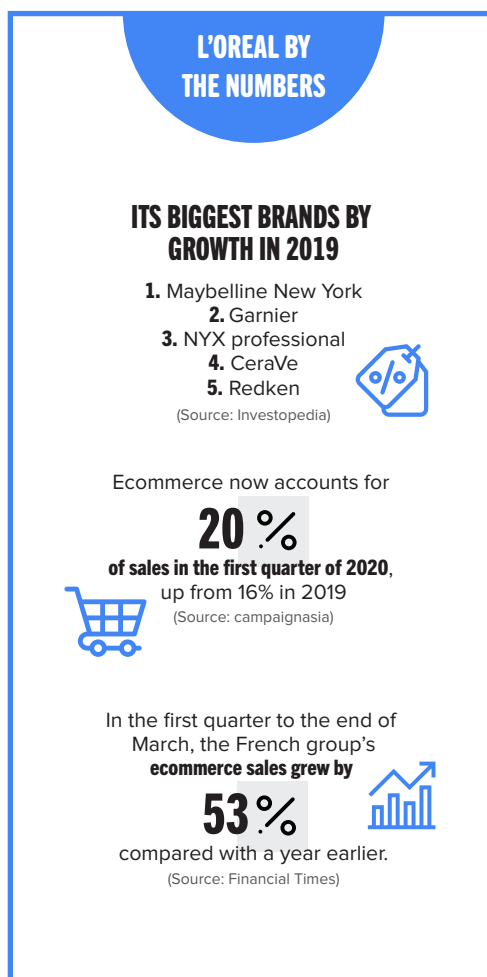 L'OREAL BY
THE NUMBERS
ITS BIGGEST BRANDS BY
GROWTH IN 2019
1. Maybelline New York
2. Garnier
3. NYX professional
4. CeraVe
5. Redken
(Source: Investopedia)
Ecommerce now accounts for
20 %
of sales in the first quarter of 2020,
up from 16% in 2019
(Source: campaignasia)
In the first quarter to the end of
March, the French group's
ecommerce sales grew by
53 %
compared with a year earlier.
(Source: Financial Times)